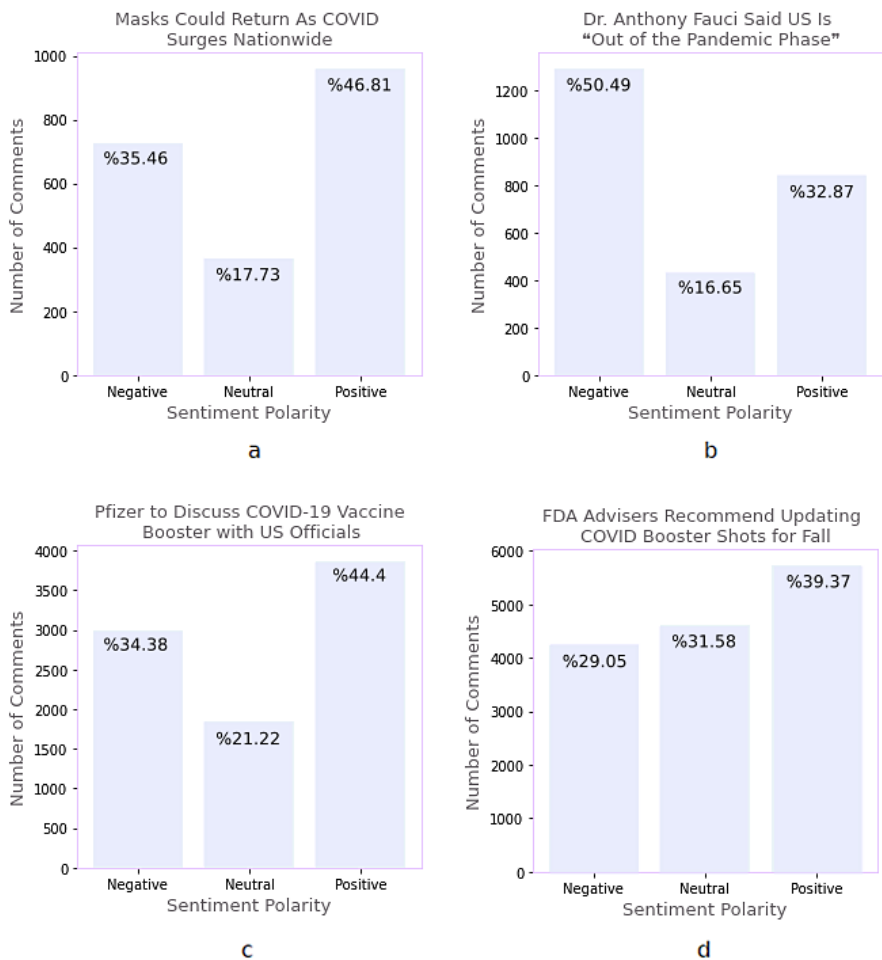 Masks Could Return As COVID
Surges Nationwide
1000
800
600
400
200
0
Number of Comments
%35.46
%17.73
%46.81
Negative Neutral Positive
Sentiment Polarity
a
Dr. Anthony Fauci Said US Is
❝Out of the Pandemic Phase❞
1200
1000
800
600
400
200
0
Number of Comments
%50.49
%16.65
%32.87
Negative Neutral Positive
Sentiment Polarity
b
Pfizer to Discuss COVID-19 Vaccine
Booster with US Officials
4000
3500
3000
2500
2000
1500
1000
500
0
Number of Comments
%34.38
%21.22
%44.4
Negative Neutral Positive
Sentiment Polarity
c
FDA Advisers Recommend Updating
COVID Booster Shots for Fall
6000
5000
4000
3000
2000
1000
0
Number of Comments
%29.05
%31.58
%39.37
Negative Neutral Positive
Sentiment Polarity
d